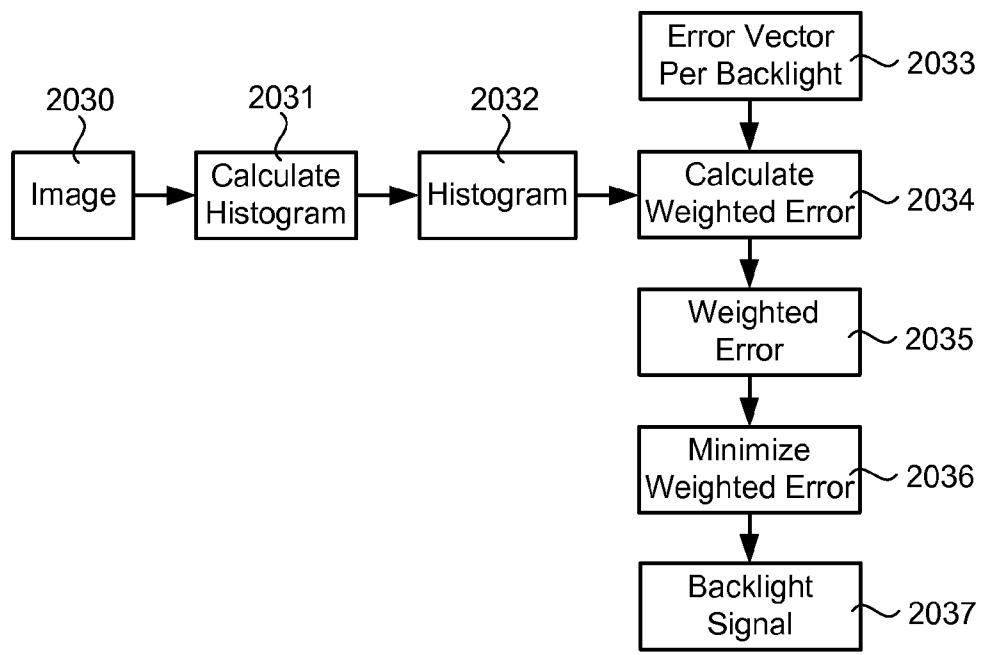 Error Vector
Per Backlight
2033
2030
2031
2032
Image
Calculate
Histogram
Histogram
Calculate
Weighted Error
2034
Weighted
Error
2035
Minimize
Weighted Error
2036
Backlight
Signal
2037